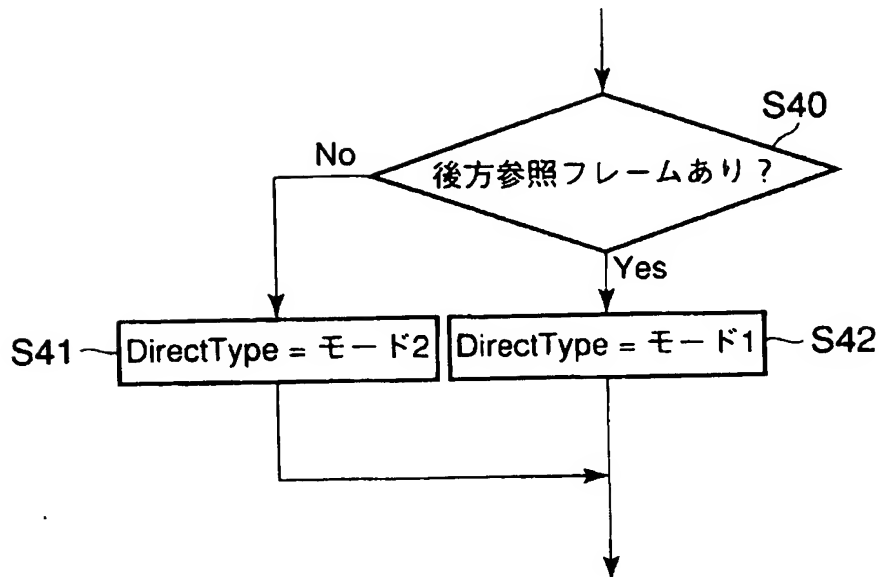 S40
後方参照フレームあり？
No
Yes
S41
DirectType = モード2
DirectType = モード1
S42